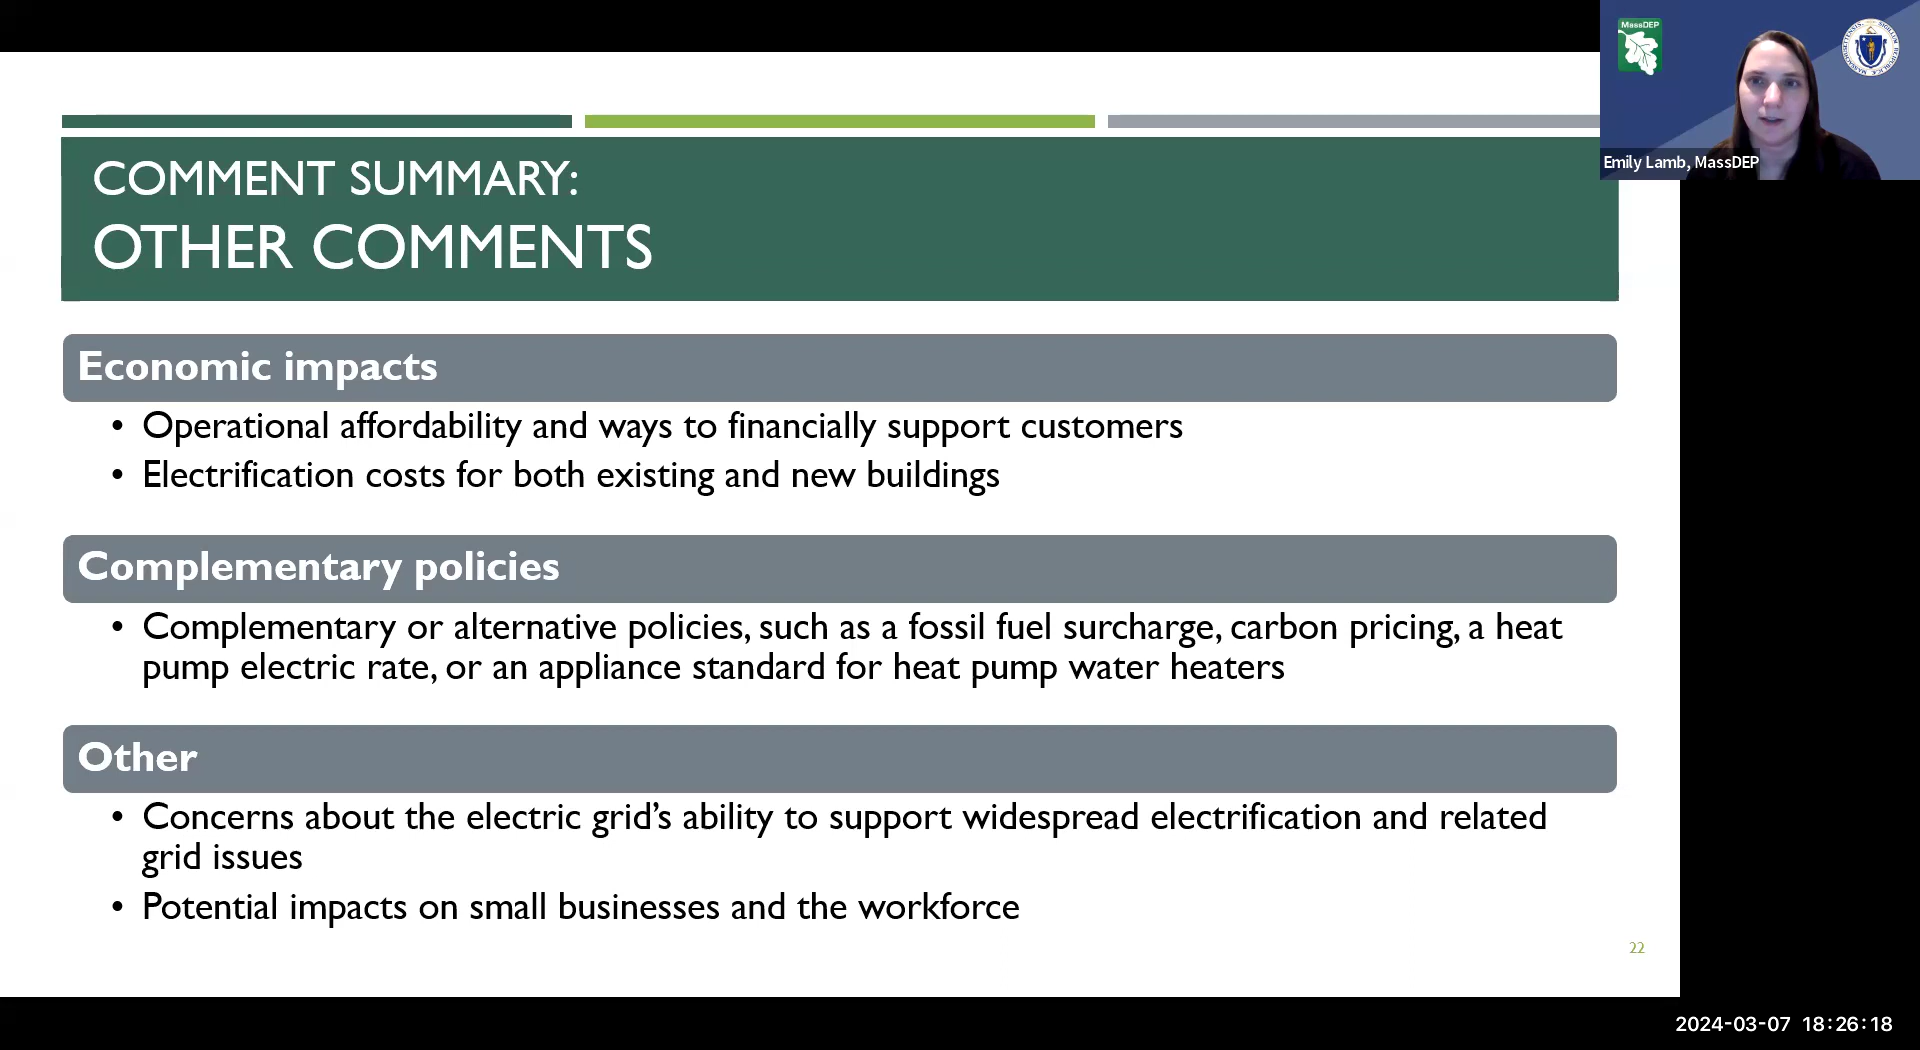 MassDEP
Emily Lamb, MassDEP
COMMENT SUMMARY:
OTHER COMMENTS
Economic impacts
• Operational affordability and ways to financially support customers
• Electrification costs for both existing and new buildings
Complementary policies
• Complementary or alternative policies, such as a fossil fuel surcharge, carbon pricing, a heat
pump electric rate, or an appliance standard for heat pump water heaters
Other
• Concerns about the electric grid’s ability to support widespread electrification and related
grid issues
• Potential impacts on small businesses and the workforce
22
2024-03-07 18:26:18